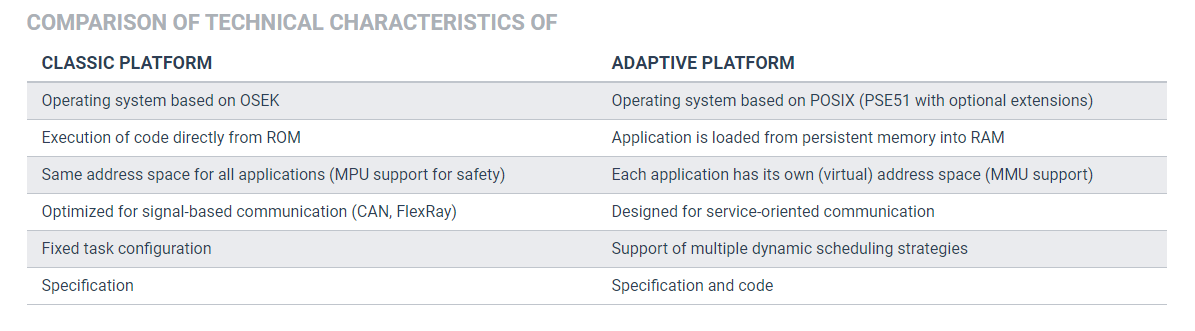 COMPARISON OF TECHNICAL CHARACTERISTICS OF
CLASSIC PLATFORM ADAPTIVE PLATFORM
Operating system based on OSEK Operating system based on POSIX (PSE51 with optional extensions)
Execution of code directly from ROM Application is loaded from persistent memory into RAM
Same address space for all applications (MPU support for safety) Each application has its own (virtual) address space (MMU support)
Optimized for signal-based communication (CAN, FlexRay) Designed for service-oriented communication
Fixed task configuration Support of multiple dynamic scheduling strategies
Specification Specification and code